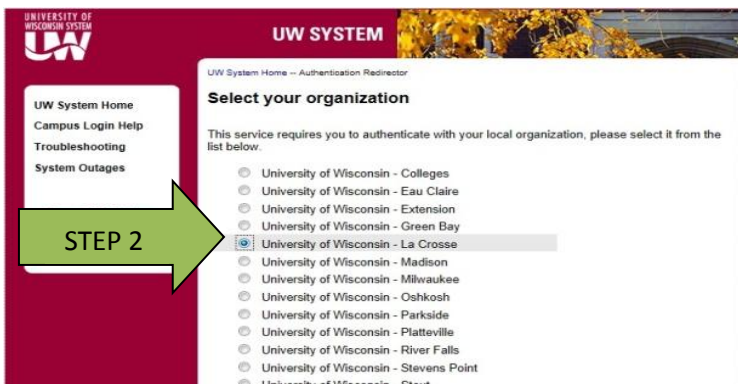 UNIVERSITY OF
WISCONSIN SYSTEM
UW
UW SYSTEM
UW System Home -- Authentication Redirector
UW System Home
Campus Login Help
Troubleshooting
System Outages
Select your organization
This service requires you to authenticate with your local organization, please select it from the
list below.
University of Wisconsin - Colleges
University of Wisconsin - Eau Claire
University of Wisconsin - Extension
University of Wisconsin - Green Bay
STEP 2
University of Wisconsin - La Crosse
University of Wisconsin - Madison
University of Wisconsin - Milwaukee
University of Wisconsin - Oshkosh
University of Wisconsin - Parkside
University of Wisconsin - Platteville
University of Wisconsin - River Falls
University of Wisconsin - Stevens Point
University of Wisconsin - Stout